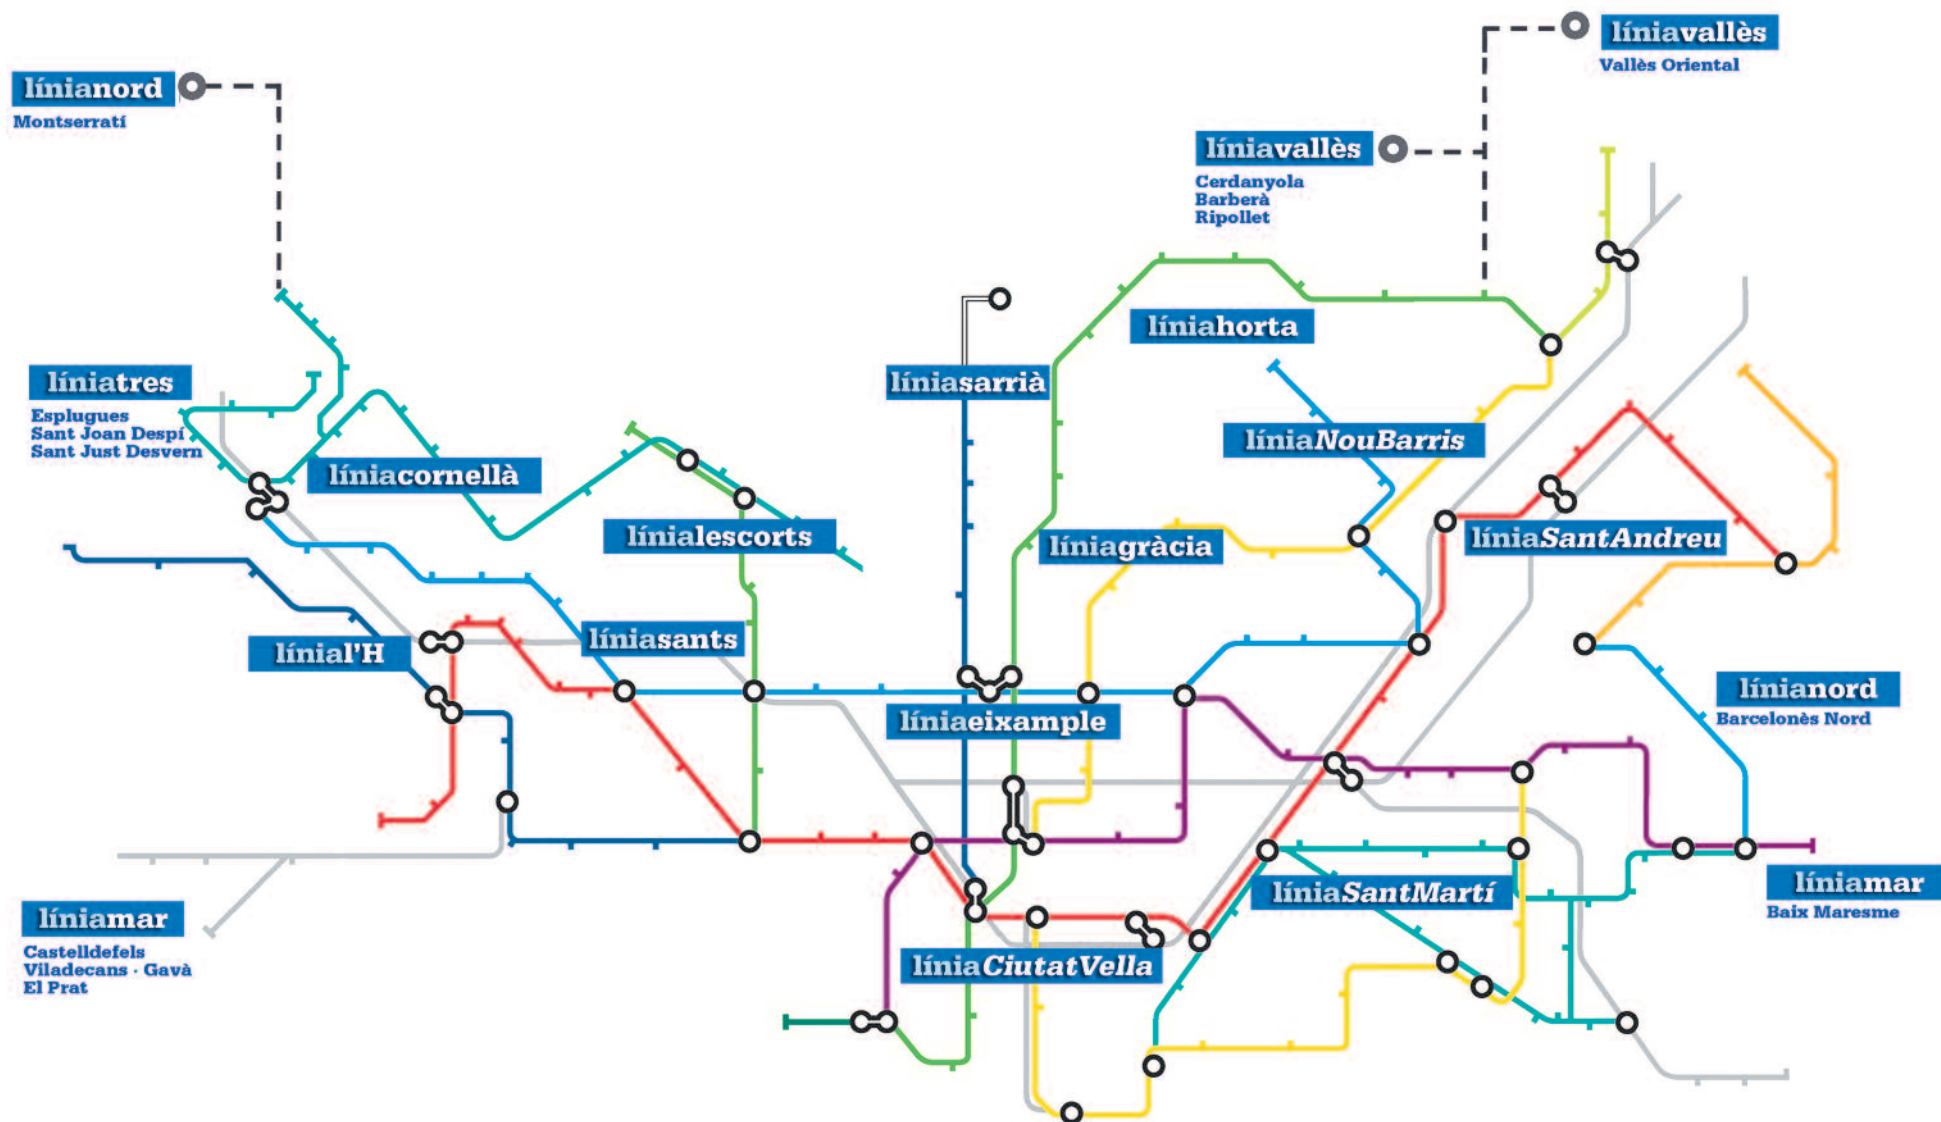 líniavallès
Vallès Oriental
línianord
Montserratí
líniavallès
Cerdanyola
Barberà
Ripollet
líniahorta
líniatres
Esplugues
Sant Joan Despí
Sant Just Desvern
líniasarrià
líniaNouBarris
líniacornellà
línialescorts
líniagràcia
líniaSantAndreu
línial'H
líniasants
línianord
Barcelonès Nord
líniaeixample
líniamar
Baix Maresme
líniaSantMartí
líniamar
Castelldefels
Viladecans · Gavà
El Prat
líniaCiutatVella